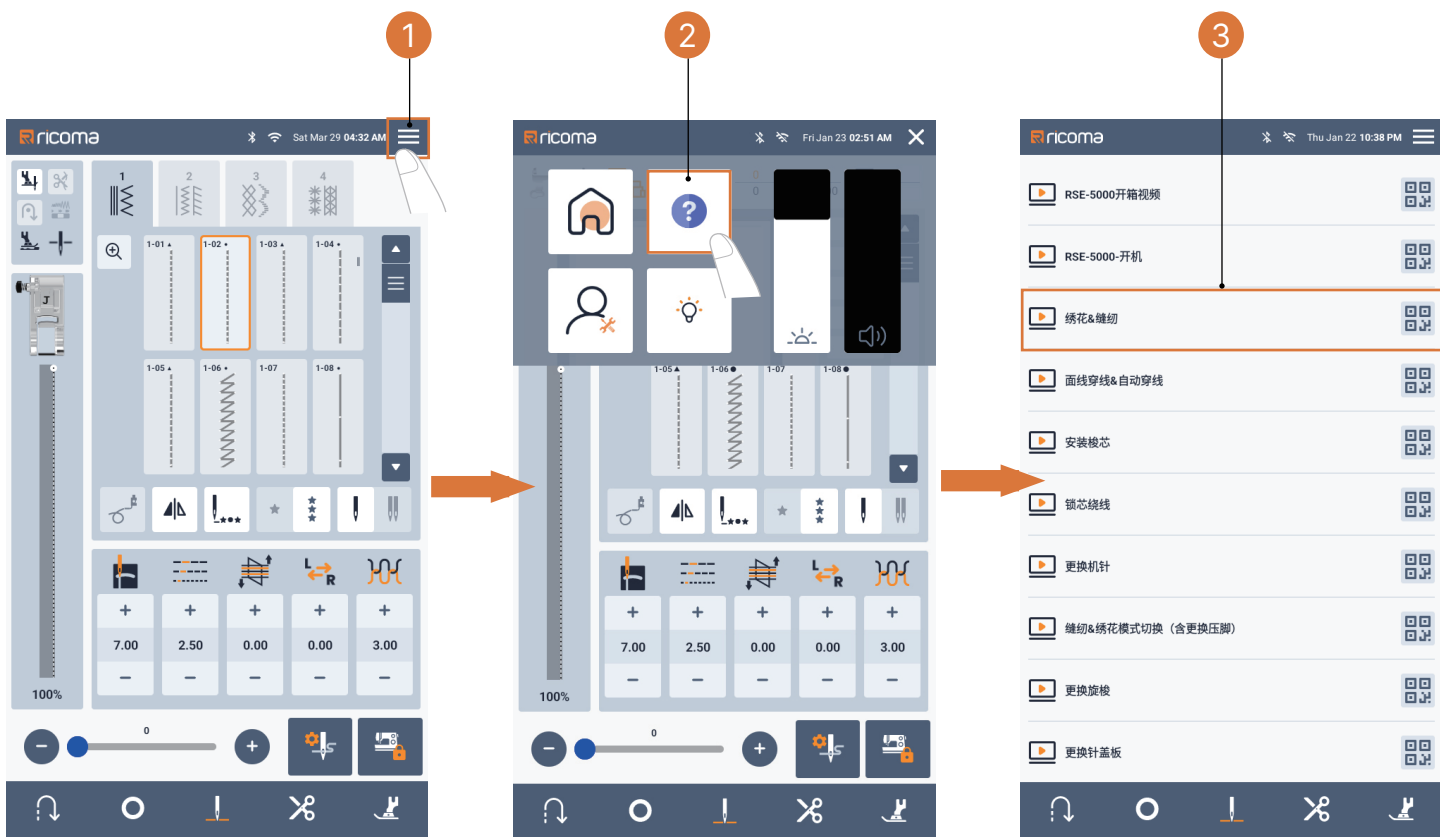 1
2
3
ricoma
Sat Mar 29 04:32 AM
1
2
3
4
1-01
1-02
1-03
1-04
J
1-05
1-06
1-07
1-08
L
R
+ + + + +
7.00 2.50 0.00 0.00 3.00
− − − − −
100%
0
− +
ricoma
Fri Jan 23 02:51 AM
?
0
0
1-05
1-06
1-07
1-08
L
R
+ + + + +
7.00 2.50 0.00 0.00 3.00
− − − − −
100%
0
− +
ricoma
Thu Jan 22 10:38 PM
RSE-5000开箱视频
RSE-5000-开机
绣花&缝纫
面线穿线&自动穿线
安装梭芯
锁芯绕线
更换机针
缝纫&绣花模式切换（含更换压脚）
更换旋梭
更换针盖板